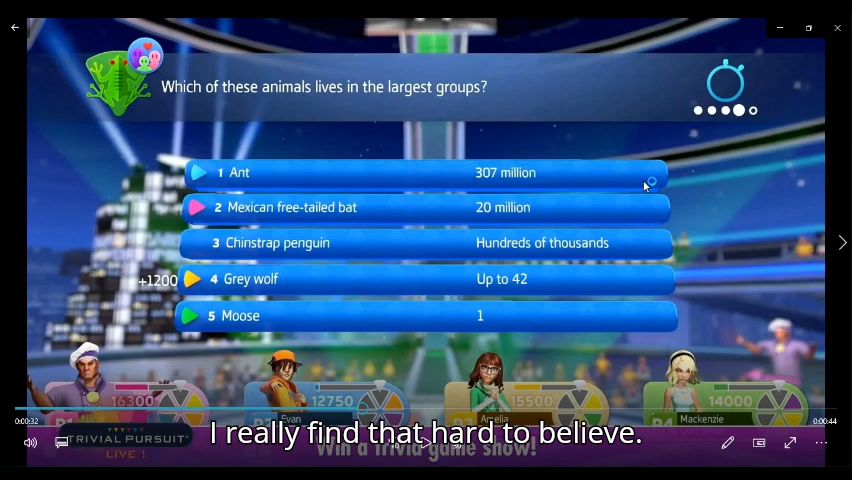 Which of these animals lives in the largest groups?
1 Ant 307 million
2 Mexican free-tailed bat 20 million
3 Chinstrap penguin Hundreds of thousands
+1200 4 Grey wolf Up to 42
5 Moose 1
16300 12750 15500 14000
Evan Amelia Mackenzie
0:00:32 0:00:44
I really find that hard to believe.
TRIVIAL PURSUIT
LIVE!
Win a trivia game show!